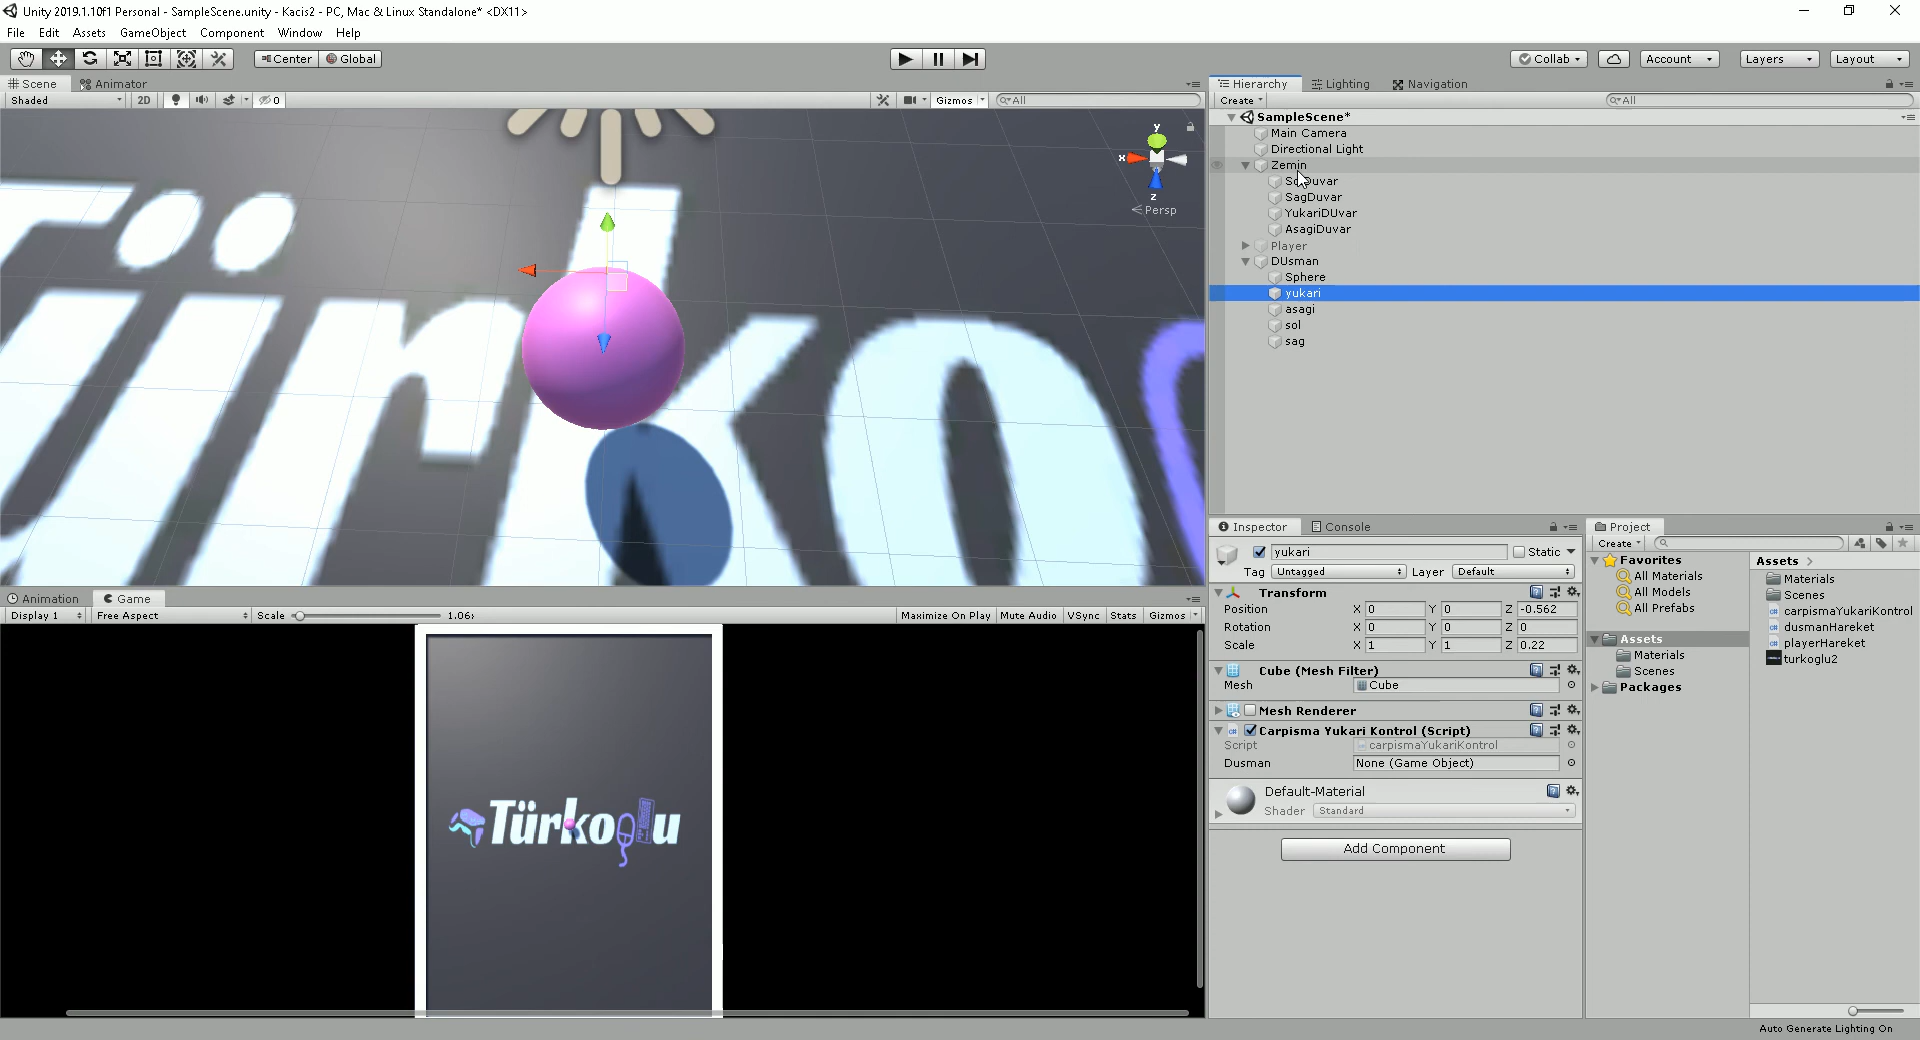 Unity 2019.1.10f1 Personal - SampleScene.unity - Kacis2 - PC, Mac & Linux Standalone* <DX11>
File Edit Assets GameObject Component Window Help
Center Global
Collab Account Layers Layout
Scene Animator
Shaded 2D 0 Gizmos All
y
x
z
Persp
Hierarchy Lighting Navigation
Create All
SampleScene*
Main Camera
Directional Light
Zemin
SolDuvar
SagDuvar
YukariDUvar
AsagiDuvar
Player
DUsman
Sphere
yukari
asagi
sol
sag
Animation Game
Display 1 Free Aspect Scale 1.06x Maximize On Play Mute Audio VSync Stats Gizmos
Türkoglu
Inspector Console
yukari Static
Tag Untagged Layer Default
Transform
Position X 0 Y 0 Z -0.562
Rotation X 0 Y 0 Z 0
Scale X 1 Y 1 Z 0.22
Cube (Mesh Filter)
Mesh Cube
Mesh Renderer
Carpisma Yukari Kontrol (Script)
Script carpismaYukariKontrol
Dusman None (Game Object)
Default-Material
Shader Standard
Add Component
Project
Create
Favorites
All Materials
All Models
All Prefabs
Assets
Materials
Scenes
Packages
Assets
Materials
Scenes
carpismaYukariKontrol
dusmanHareket
playerHareket
turkoglu2
Auto Generate Lighting On